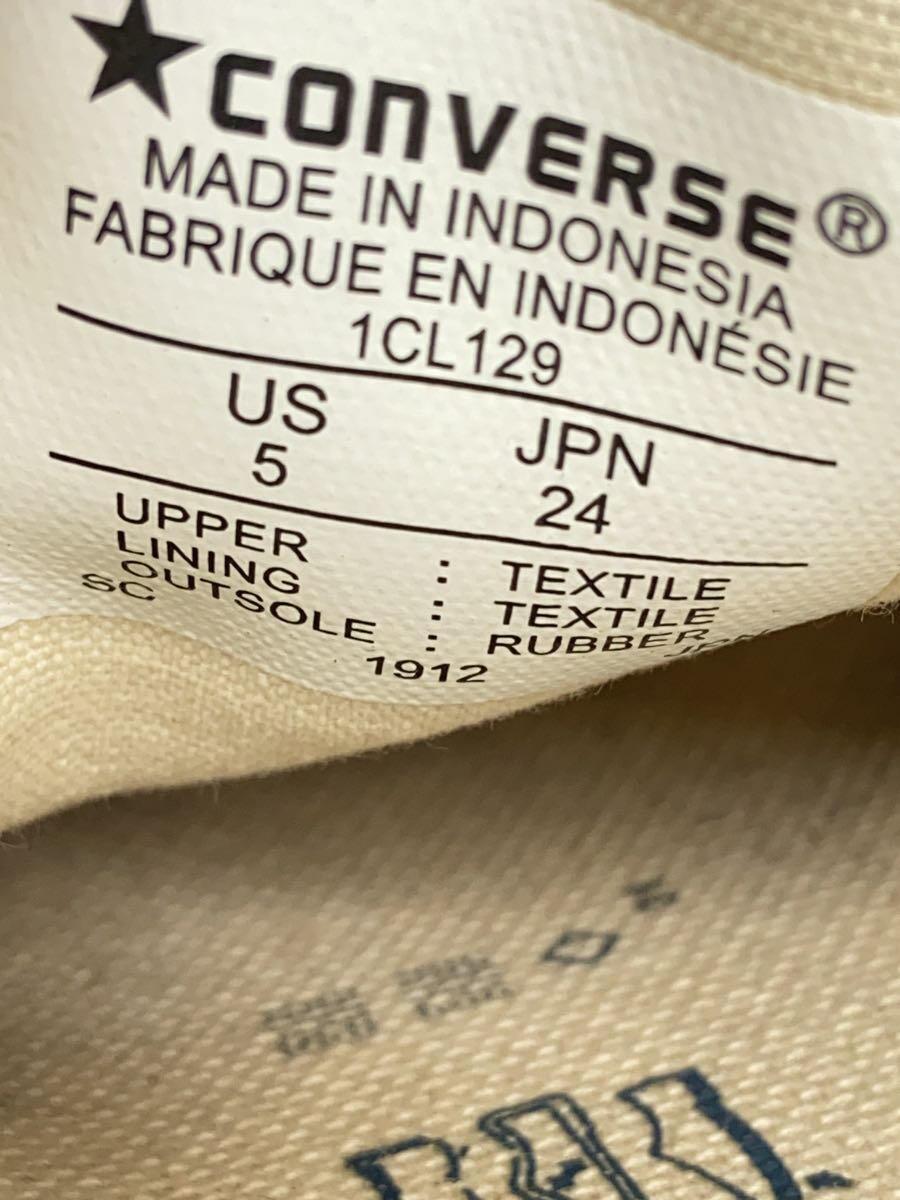 ★CONVERSE®
MADE IN INDONESIA
FABRIQUE EN INDONÉSIE
1CL129
US JPN
5 24
UPPER : TEXTILE
LINING : TEXTILE
OUTSOLE : RUBBER
SC 1912